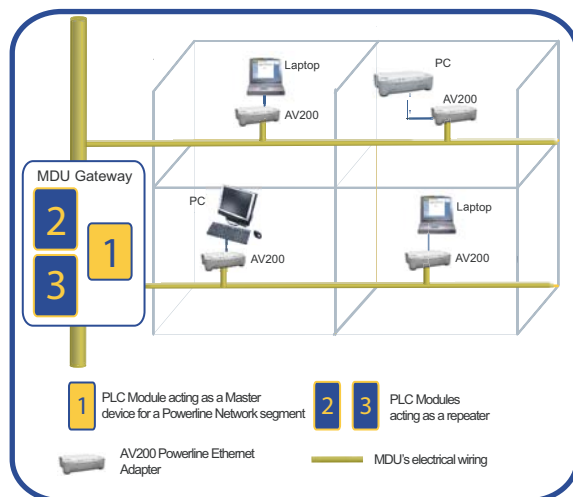 Laptop
PC
AV200
AV200
MDU Gateway
2
1
3
PC
Laptop
AV200
AV200
1
PLC Module acting as a Master
device for a Powerline Network segment
2
3
PLC Modules
acting as a repeater
AV200 Powerline Ethernet
Adapter
MDU's electrical wiring